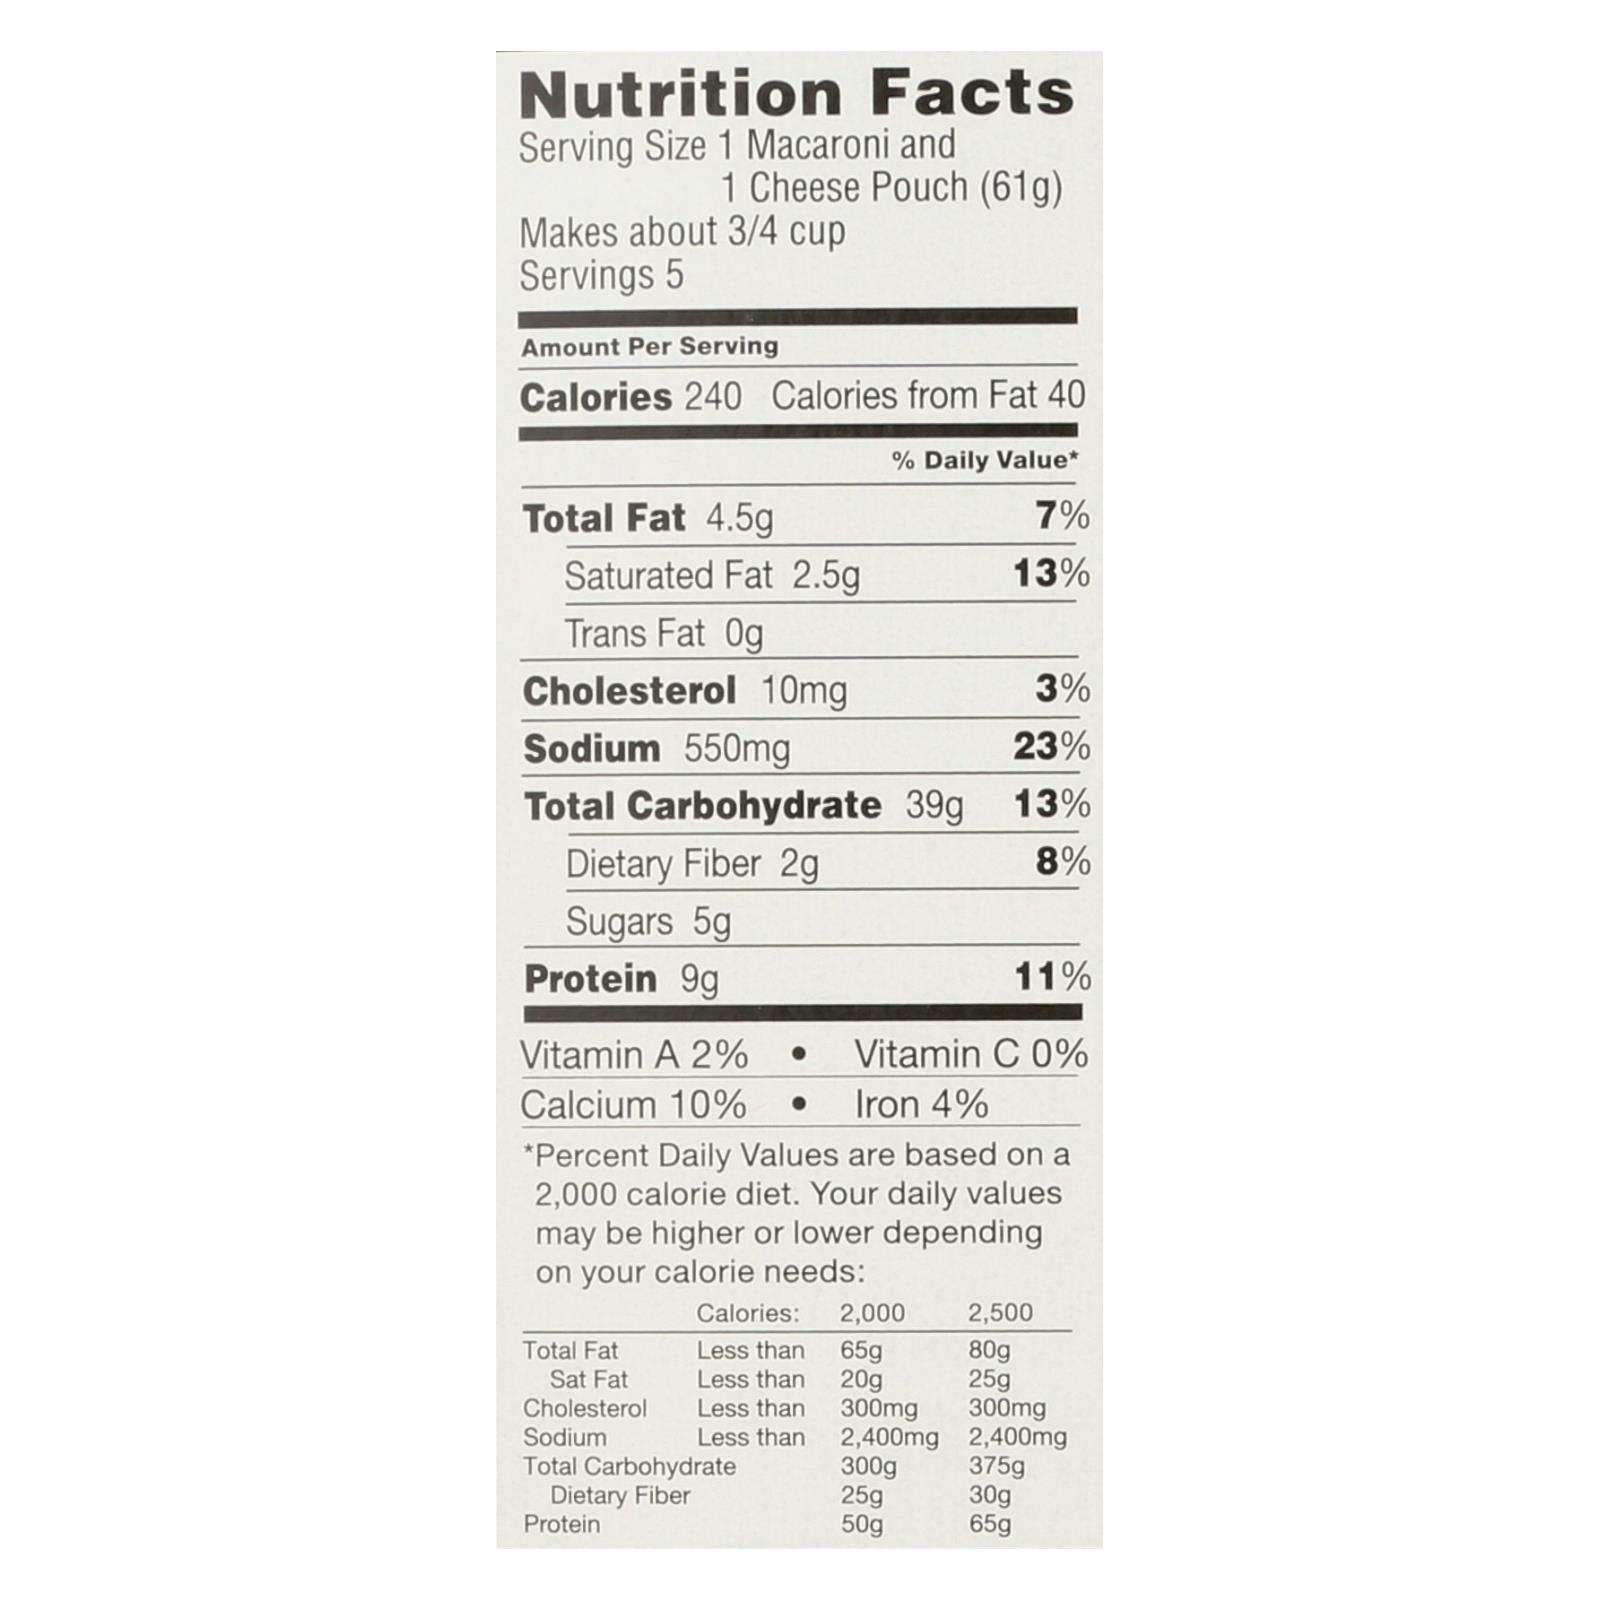 Nutrition Facts
Serving Size 1 Macaroni and
1 Cheese Pouch (61g)
Makes about 3/4 cup
Servings 5
Amount Per Serving
Calories 240 Calories from Fat 40
% Daily Value*
Total Fat 4.5g 7%
Saturated Fat 2.5g 13%
Trans Fat 0g
Cholesterol 10mg 3%
Sodium 550mg 23%
Total Carbohydrate 39g 13%
Dietary Fiber 2g 8%
Sugars 5g
Protein 9g 11%
Vitamin A 2% • Vitamin C 0%
Calcium 10% • Iron 4%
*Percent Daily Values are based on a
2,000 calorie diet. Your daily values
may be higher or lower depending
on your calorie needs:
Calories: 2,000 2,500
Total Fat Less than 65g 80g
Sat Fat Less than 20g 25g
Cholesterol Less than 300mg 300mg
Sodium Less than 2,400mg 2,400mg
Total Carbohydrate 300g 375g
Dietary Fiber 25g 30g
Protein 50g 65g